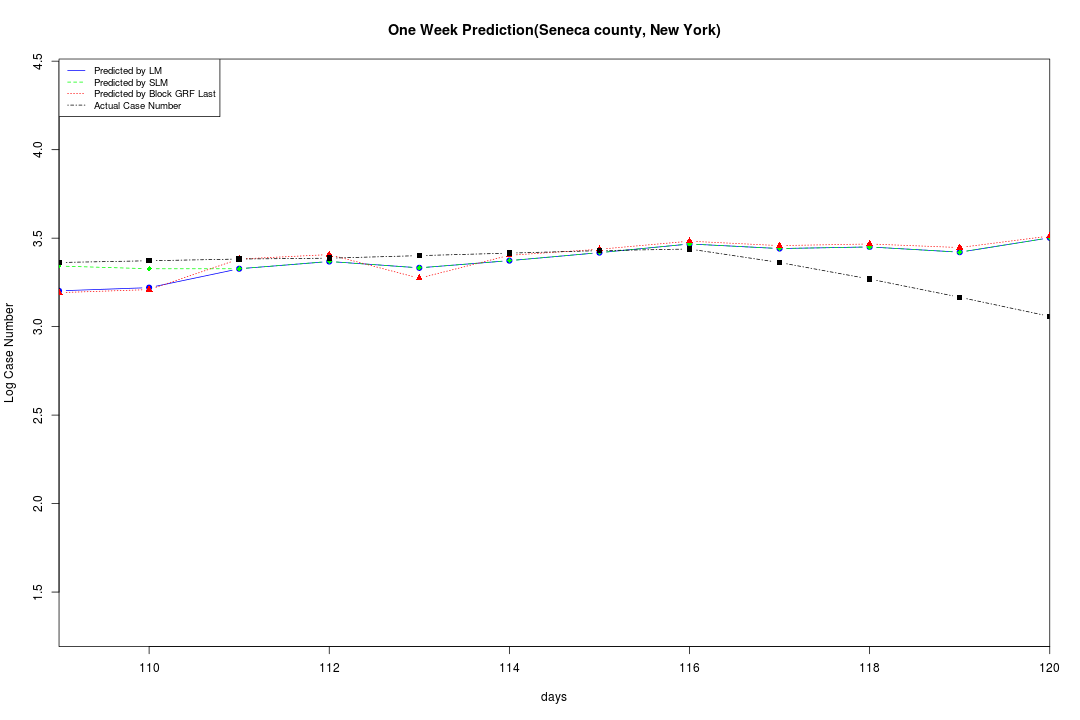 One Week Prediction(Seneca county, New York)
Predicted by LM
Predicted by SLM
Predicted by Block GRF Last
Actual Case Number
Log Case Number
4.5
4.0
3.5
3.0
2.5
2.0
1.5
110 112 114 116 118 120
days